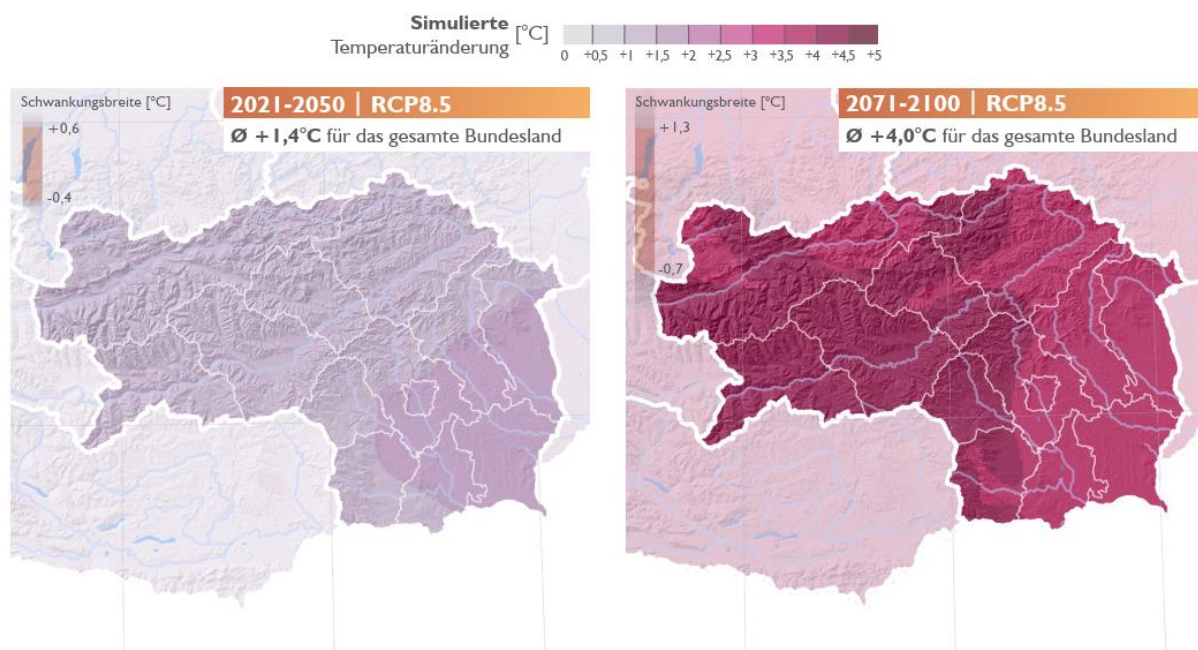 Simulierte
Temperaturänderung [°C]
0 +0,5 +1 +1,5 +2 +2,5 +3 +3,5 +4 +4,5 +5
Schwankungsbreite [°C]
+0,6
-0,4
2021-2050 | RCP8.5
Ø +1,4°C für das gesamte Bundesland
Schwankungsbreite [°C]
+1,3
-0,7
2071-2100 | RCP8.5
Ø +4,0°C für das gesamte Bundesland